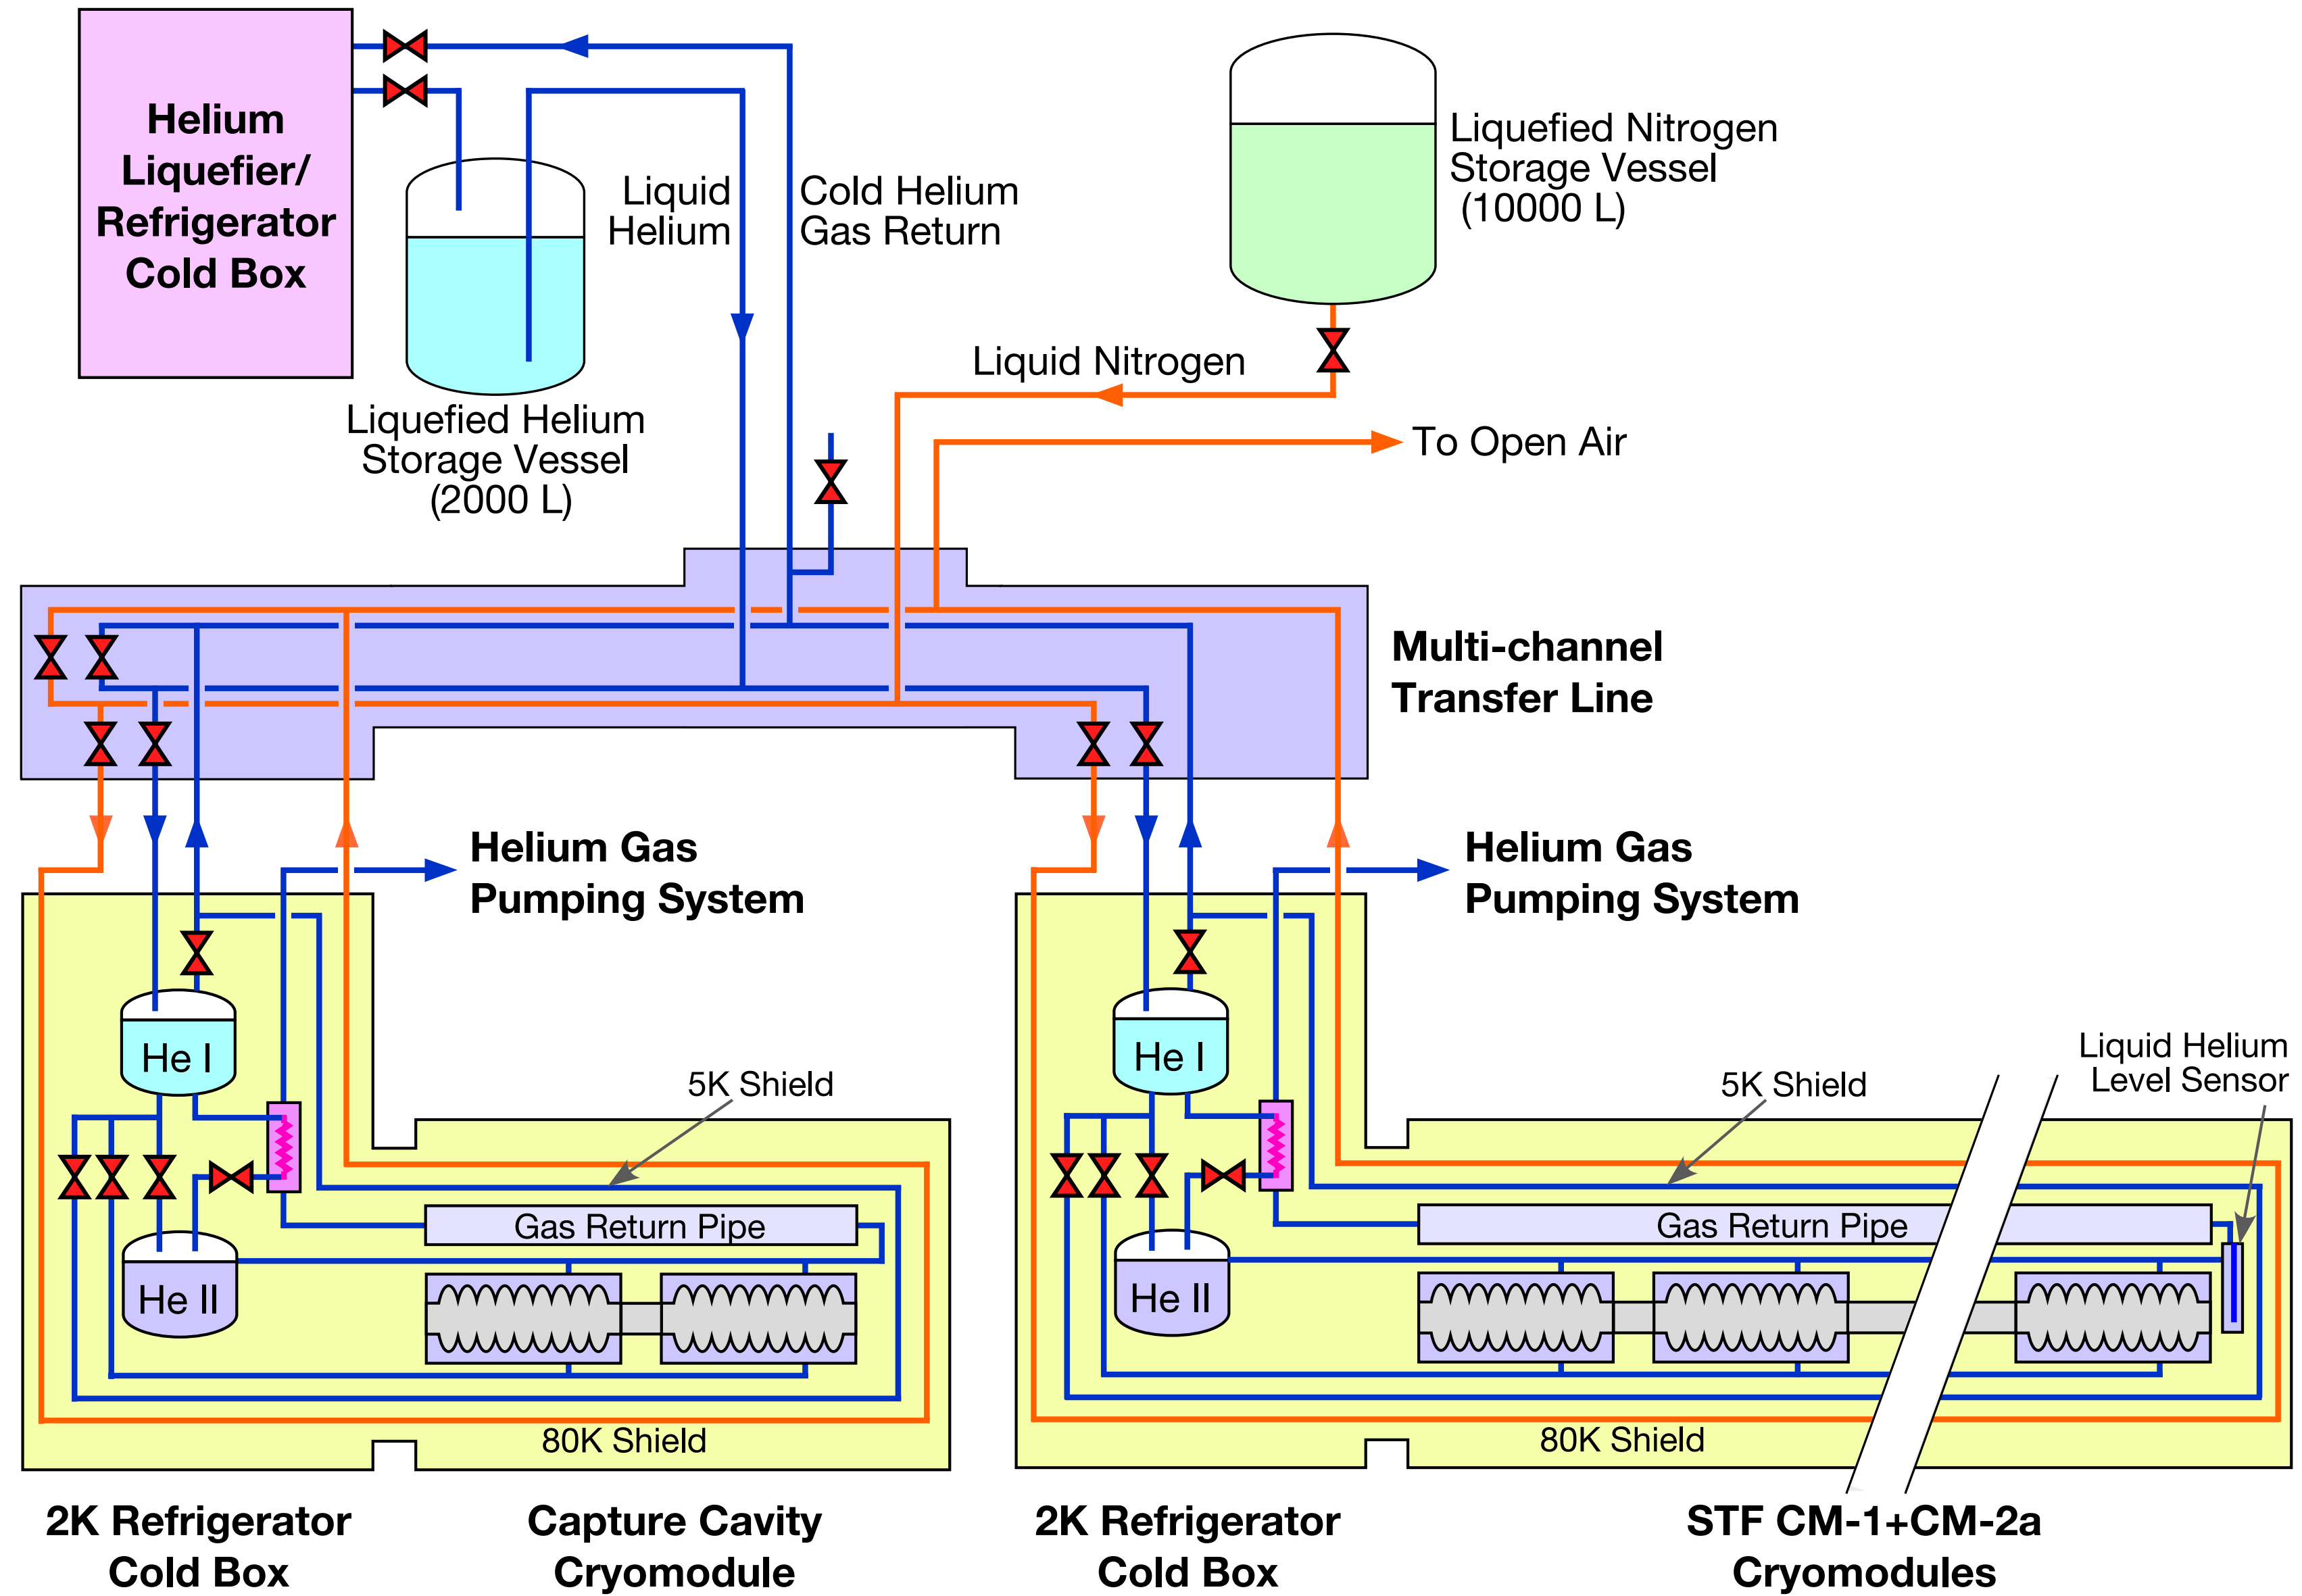 Helium
Liquefier/
Refrigerator
Cold Box
Liquefied Helium
Storage Vessel
(2000 L)
Liquid
Helium
Cold Helium
Gas Return
Liquefied Nitrogen
Storage Vessel
(10000 L)
Liquid Nitrogen
To Open Air
Multi-channel
Transfer Line
Helium Gas
Pumping System
Helium Gas
Pumping System
He I
5K Shield
Gas Return Pipe
He II
80K Shield
He I
5K Shield
Liquid Helium
Level Sensor
Gas Return Pipe
He II
80K Shield
2K Refrigerator
Cold Box
Capture Cavity
Cryomodule
2K Refrigerator
Cold Box
STF CM-1+CM-2a
Cryomodules